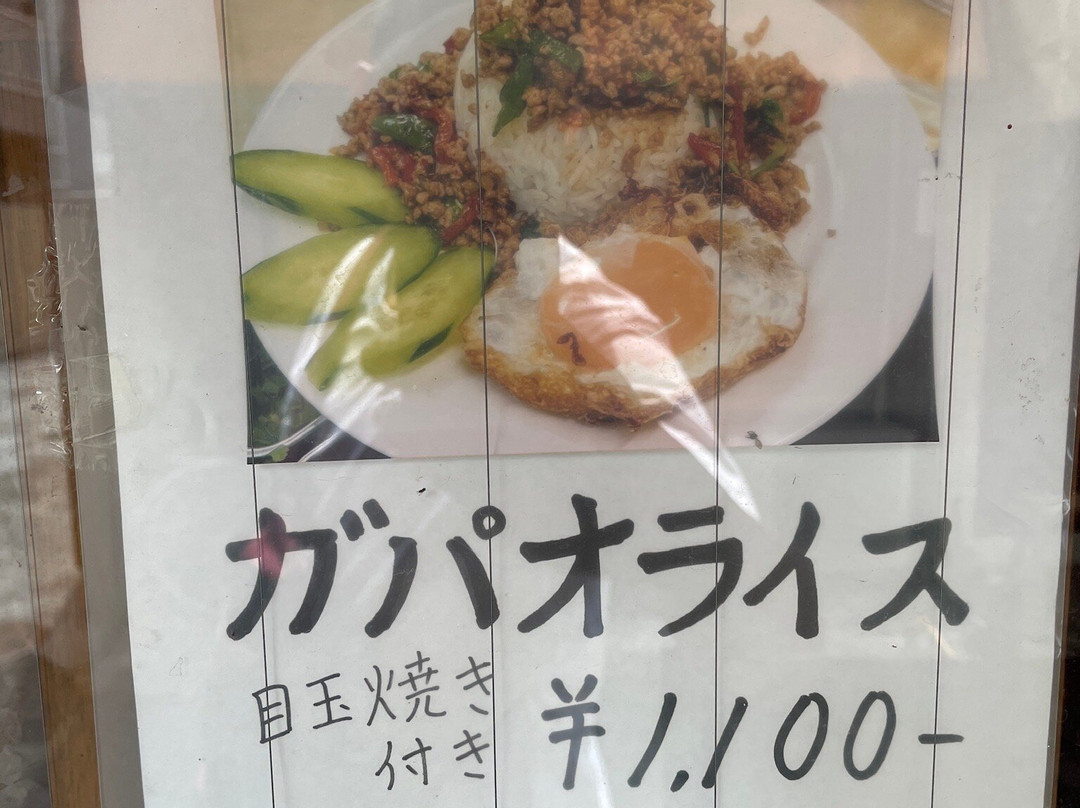 ガパオライス
目玉焼き
付き
¥1,100-